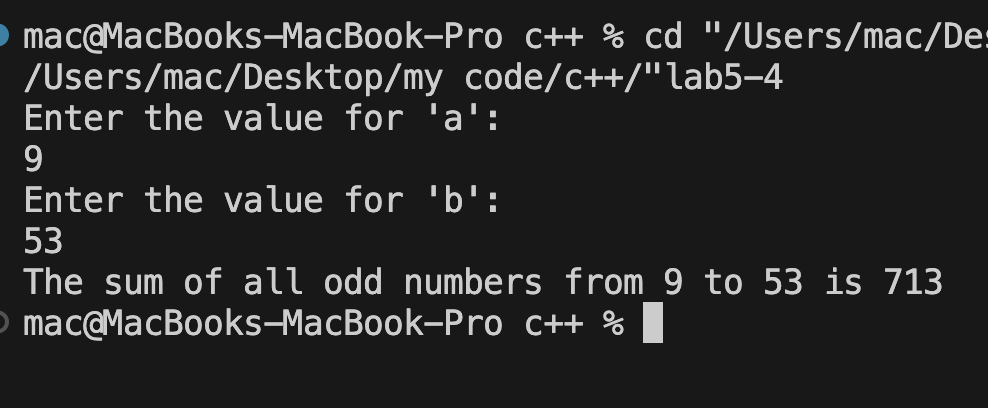 mac@MacBooks-MacBook-Pro c++ % cd "/Users/mac/Des
/Users/mac/Desktop/my code/c++/"lab5-4
Enter the value for 'a':
9
Enter the value for 'b':
53
The sum of all odd numbers from 9 to 53 is 713
mac@MacBooks-MacBook-Pro c++ %